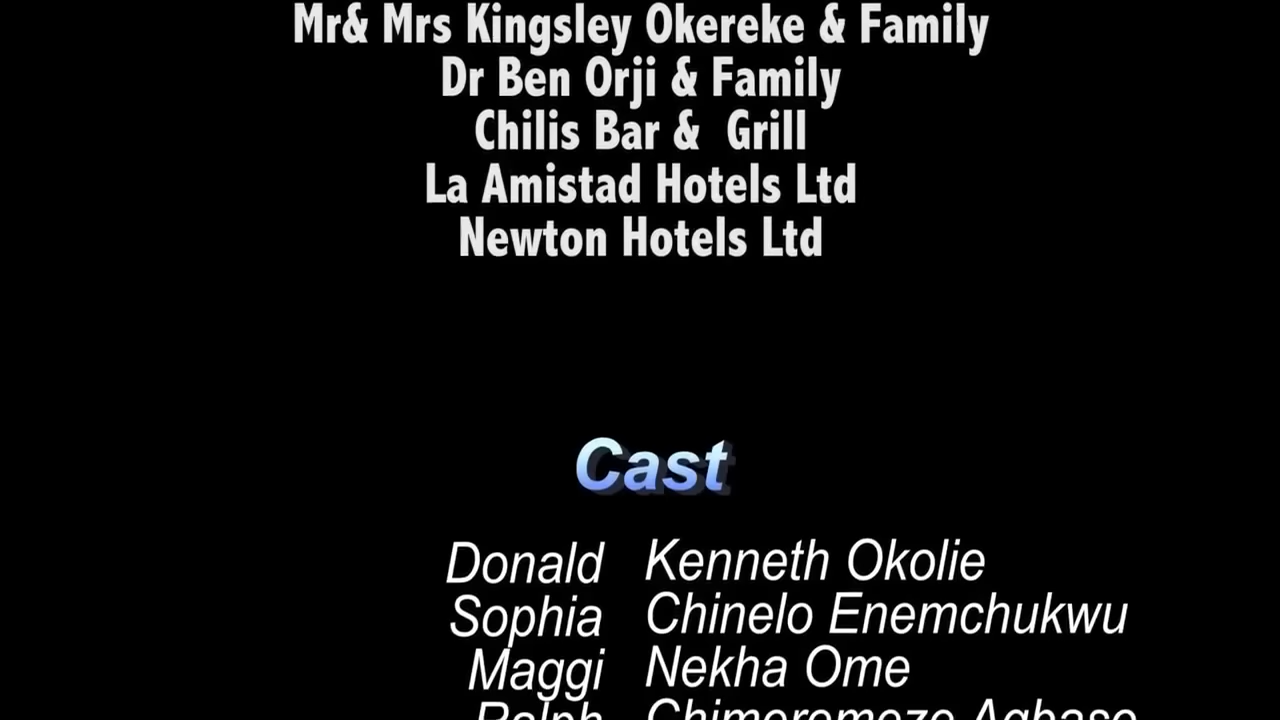 Mr& Mrs Kingsley Okereke & Family
Dr Ben Orji & Family
Chilis Bar &  Grill
La Amistad Hotels Ltd
Newton Hotels Ltd
Cast
Donald Kenneth Okolie
Sophia Chinelo Enemchukwu
Maggi Nekha Ome
Ralph